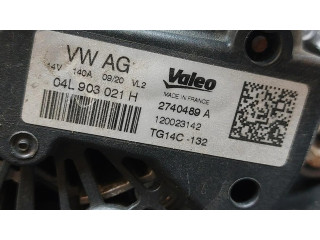 VW AG
14V 140A 09/20 VL2
04L 903 021 H
Valeo
MADE IN FRANCE
2740489 A
120023142
TG14C -132